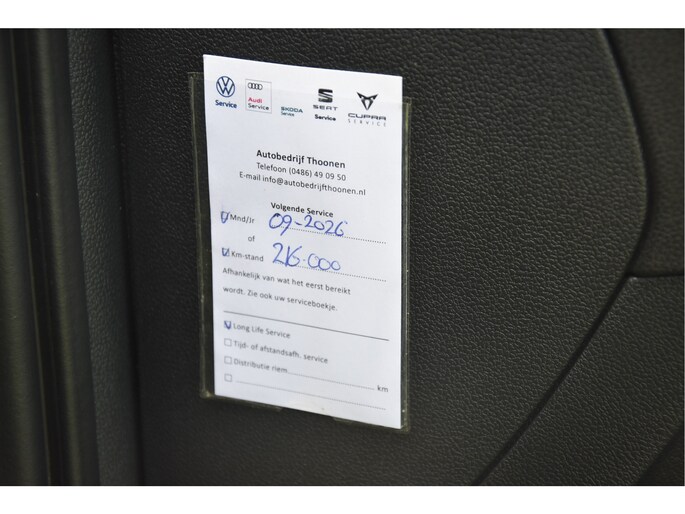 Service
Audi Service
ŠKODA Service
SEAT Service
CUPRA SERVICE
Autobedrijf Thoonen
Telefoon (0486) 49 09 50
E-mail info@autobedrijfthoonen.nl
Volgende Service
Mnd/Jr 09-2026
of
Km-stand 216.000
Afhankelijk van wat het eerst bereikt
wordt. Zie ook uw serviceboekje.
Long Life Service
Tijd- of afstandsafh. service
Distributie riem km